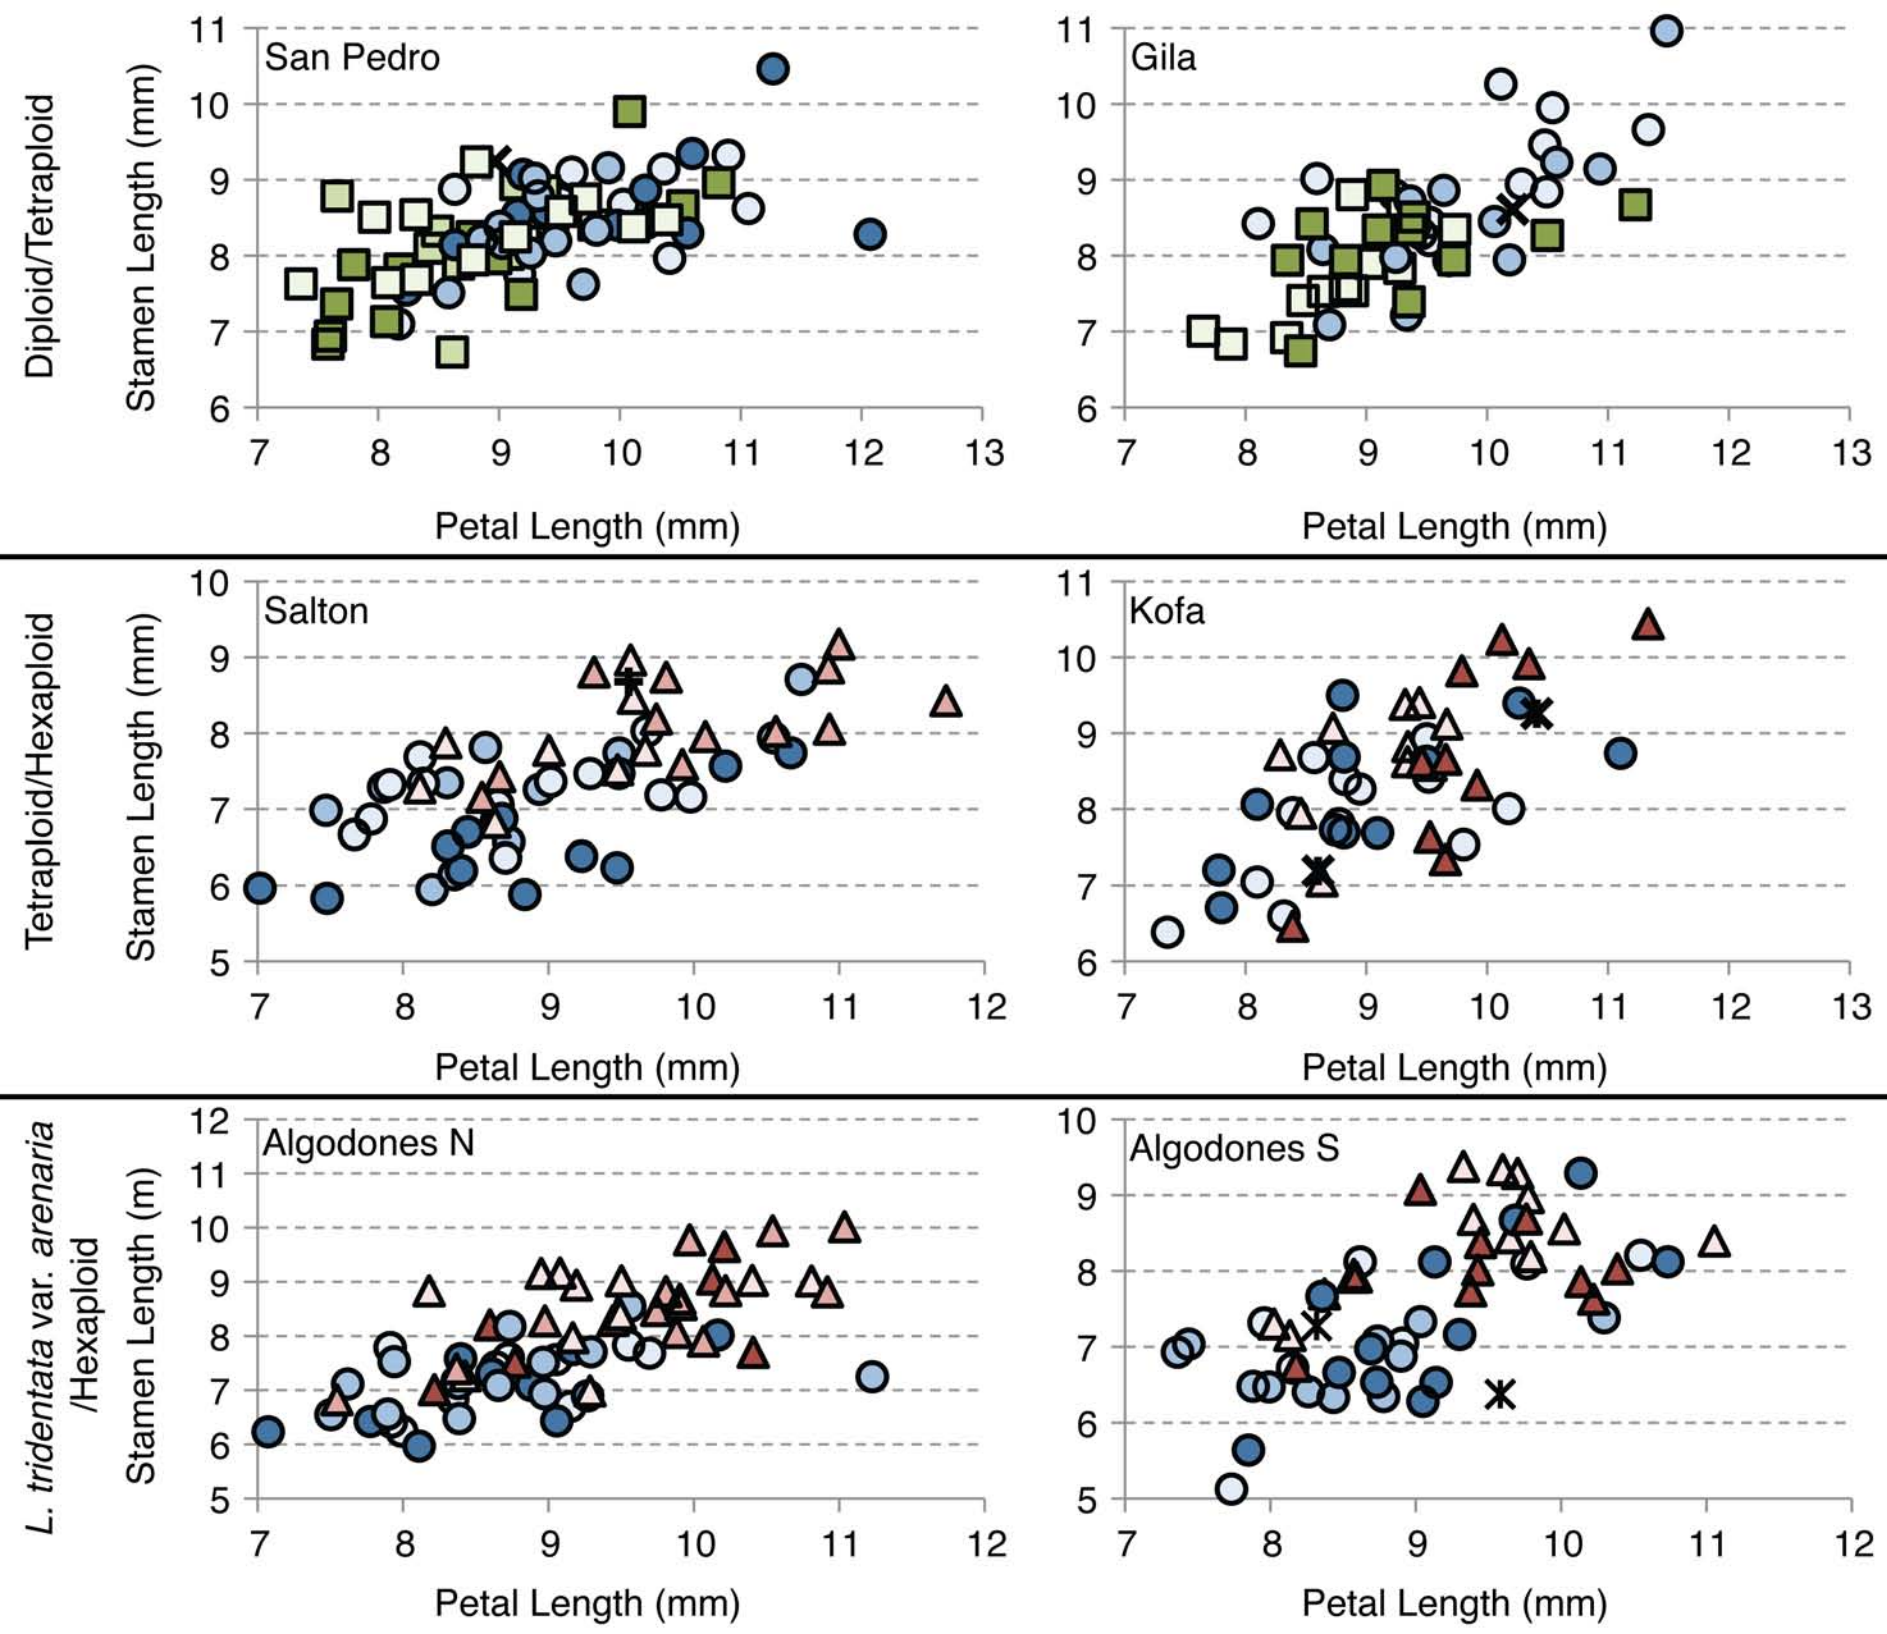 Diploid/Tetraploid
Stamen Length (mm)
San Pedro
11
10
9
8
7
6
7 8 9 10 11 12 13
Petal Length (mm)
Gila
11
10
9
8
7
6
7 8 9 10 11 12 13
Petal Length (mm)
Tetraploid/Hexaploid
Stamen Length (mm)
Salton
10
9
8
7
6
5
7 8 9 10 11 12
Petal Length (mm)
Kofa
11
10
9
8
7
6
7 8 9 10 11 12 13
Petal Length (mm)
L. tridentata var. arenaria
/Hexaploid
Stamen Length (m)
Algodones N
12
11
10
9
8
7
6
5
7 8 9 10 11 12
Petal Length (mm)
Algodones S
10
9
8
7
6
5
7 8 9 10 11 12
Petal Length (mm)